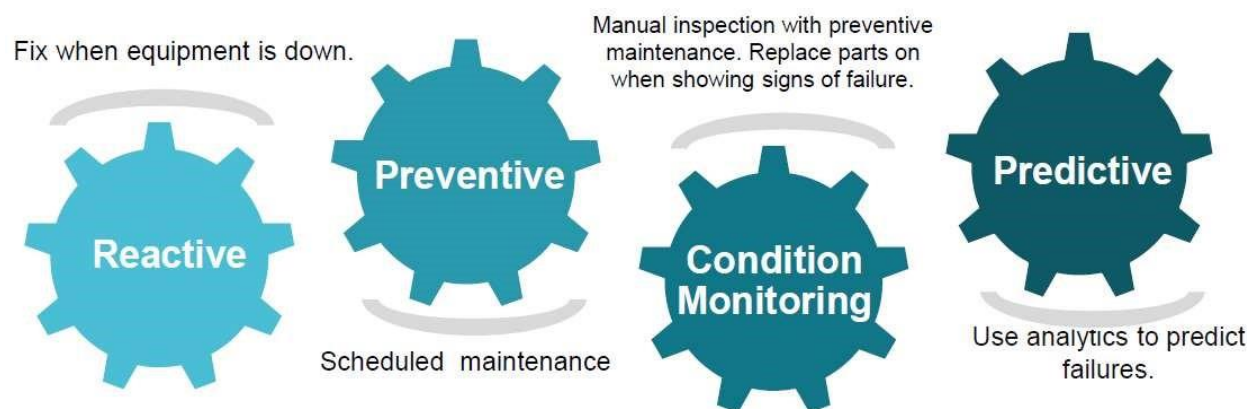 Fix when equipment is down.
Reactive
Preventive
Scheduled maintenance
Manual inspection with preventive
maintenance. Replace parts on
when showing signs of failure.
Condition
Monitoring
Predictive
Use analytics to predict
failures.